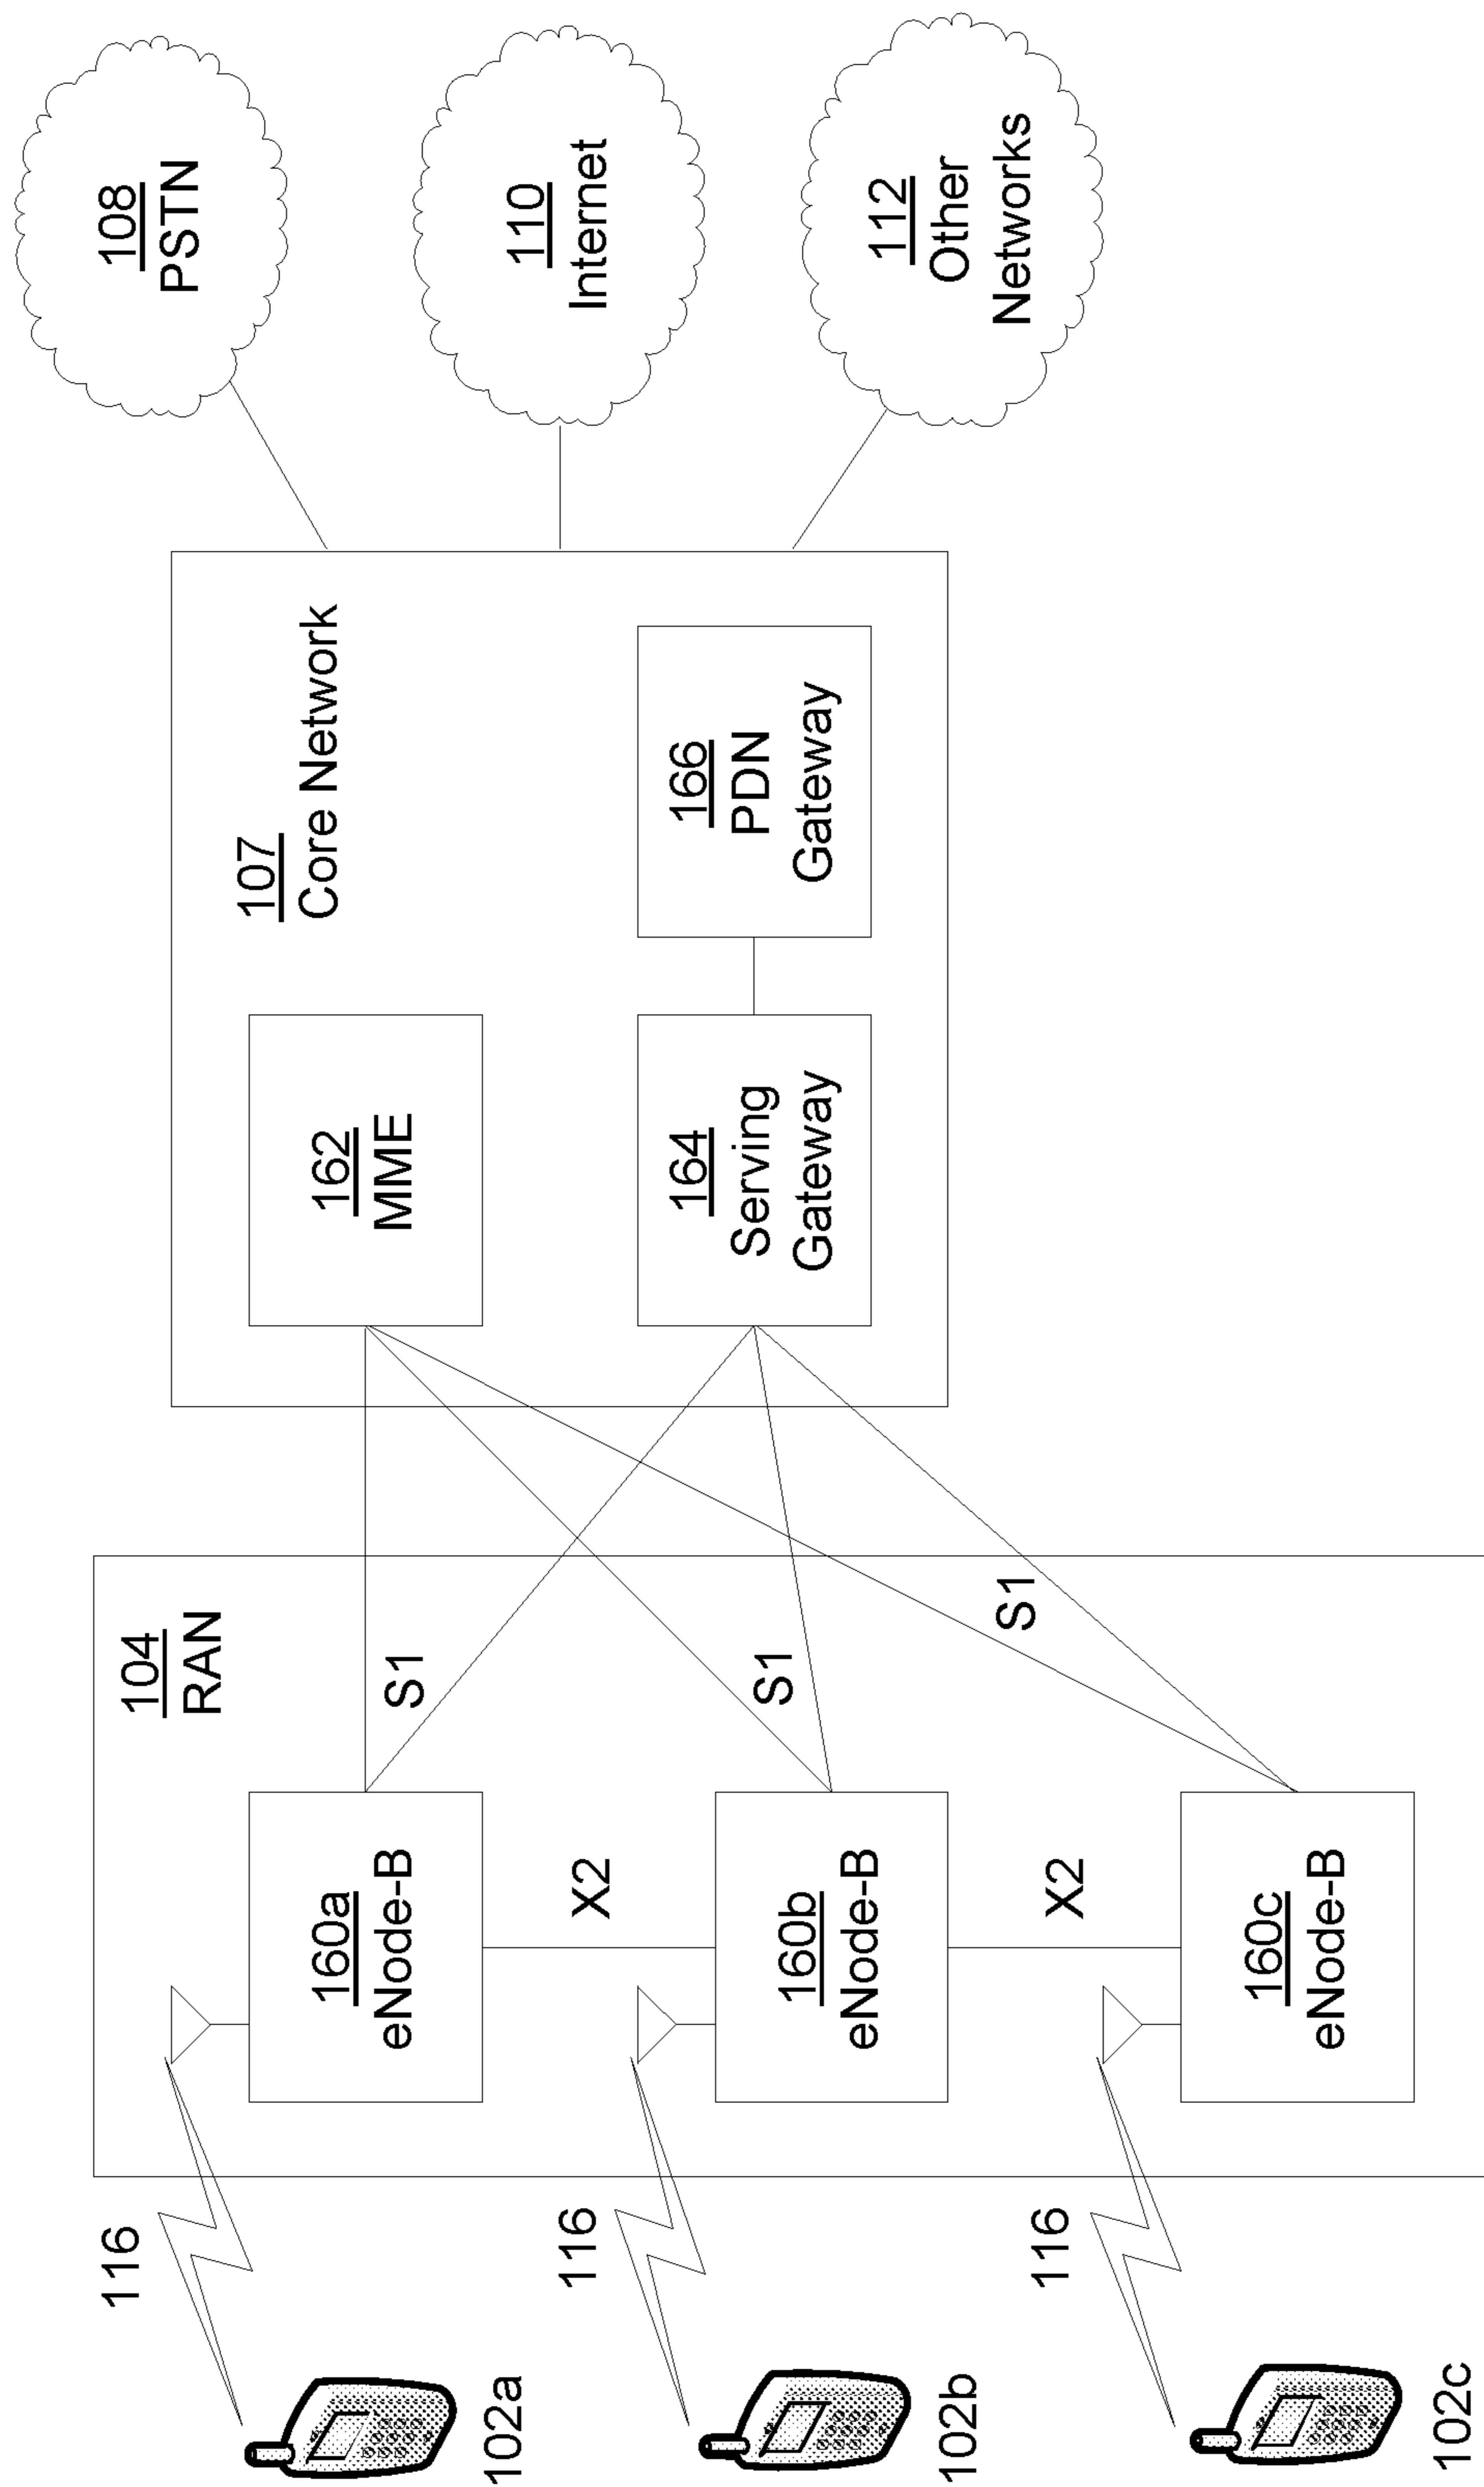 102a
102b
102c
116
116
116
104
RAN
160a
eNode-B
X2
160b
eNode-B
X2
160c
eNode-B
S1
S1
S1
107
Core Network
162
MME
164
Serving
Gateway
166
PDN
Gateway
108
PSTN
110
Internet
112
Other
Networks